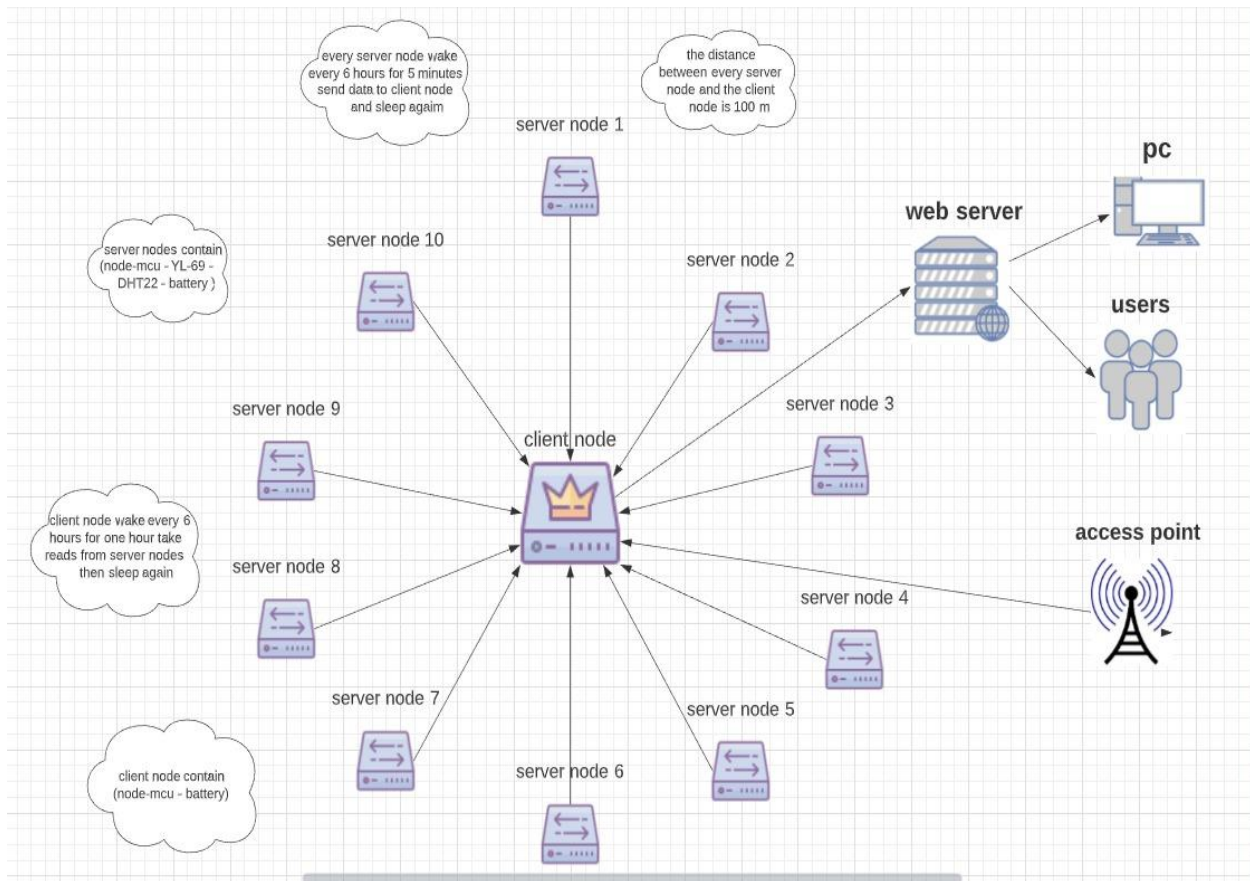 every server node wake
every 6 hours for 5 minutes
send data to client node
and sleep agaim
the distance
between every server
node and the client
node is 100 m
server node 1
pc
web server
server node 10
server nodes contain
(node-mcu - YL-69 -
DHT22 - battery )
server node 2
users
server node 9
server node 3
client node
client node wake every 6
hours for one hour take
reads from server nodes
then sleep again
access point
server node 8
server node 4
server node 7
server node 5
client node contain
(node-mcu - battery)
server node 6